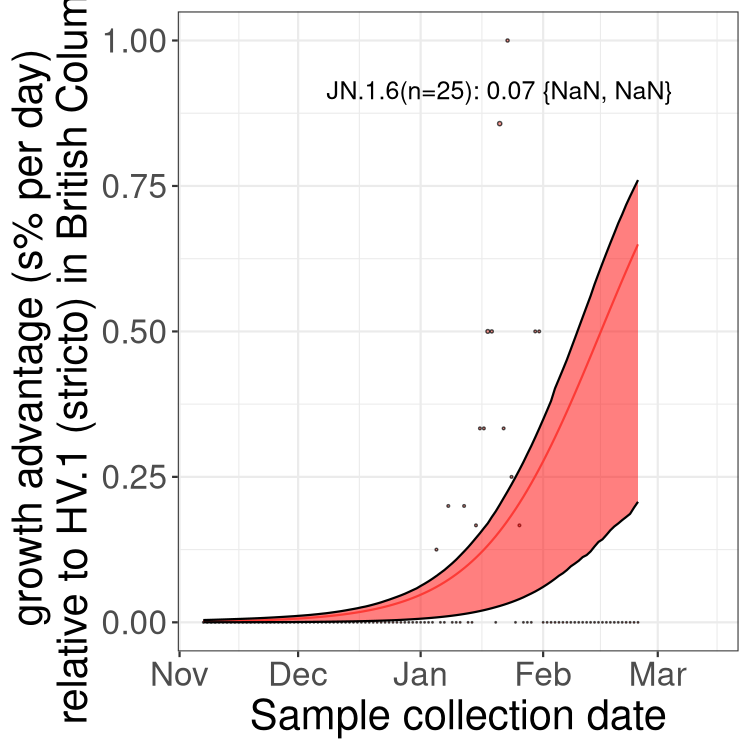 growth advantage (s% per day)
relative to HV.1 (stricto) in British Colum
1.00
0.75
0.50
0.25
0.00
JN.1.6(n=25): 0.07 {NaN, NaN}
Nov Dec Jan Feb Mar
Sample collection date